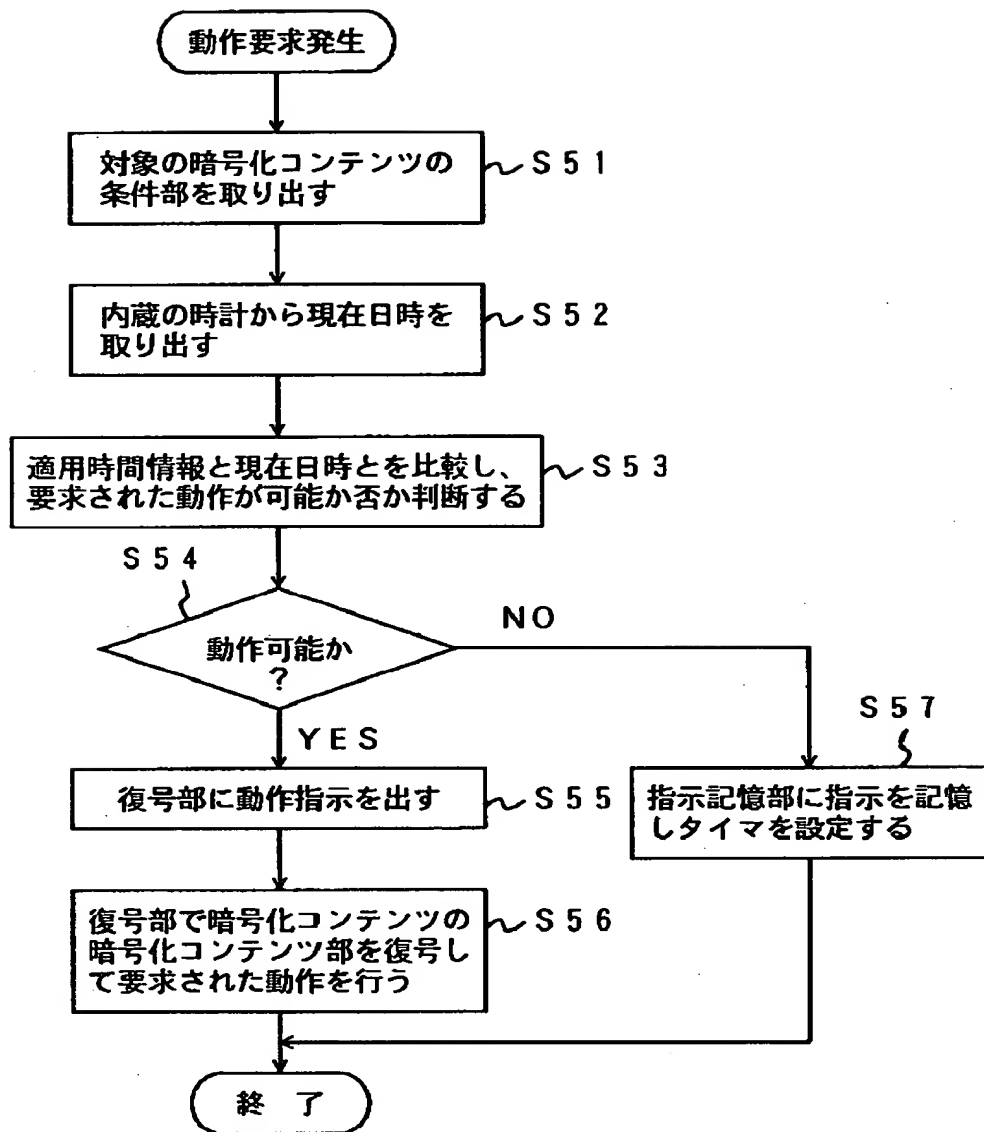 動作要求発生
対象の暗号化コンテンツの
条件部を取り出す
S51
内蔵の時計から現在日時を
取り出す
S52
適用時間情報と現在日時とを比較し、
要求された動作が可能か否か判断する
S53
S54
動作可能か
?
NO
YES
S57
復号部に動作指示を出す
S55
指示記憶部に指示を記憶
しタイマを設定する
復号部で暗号化コンテンツの
暗号化コンテンツ部を復号し
て要求された動作を行う
S56
終了